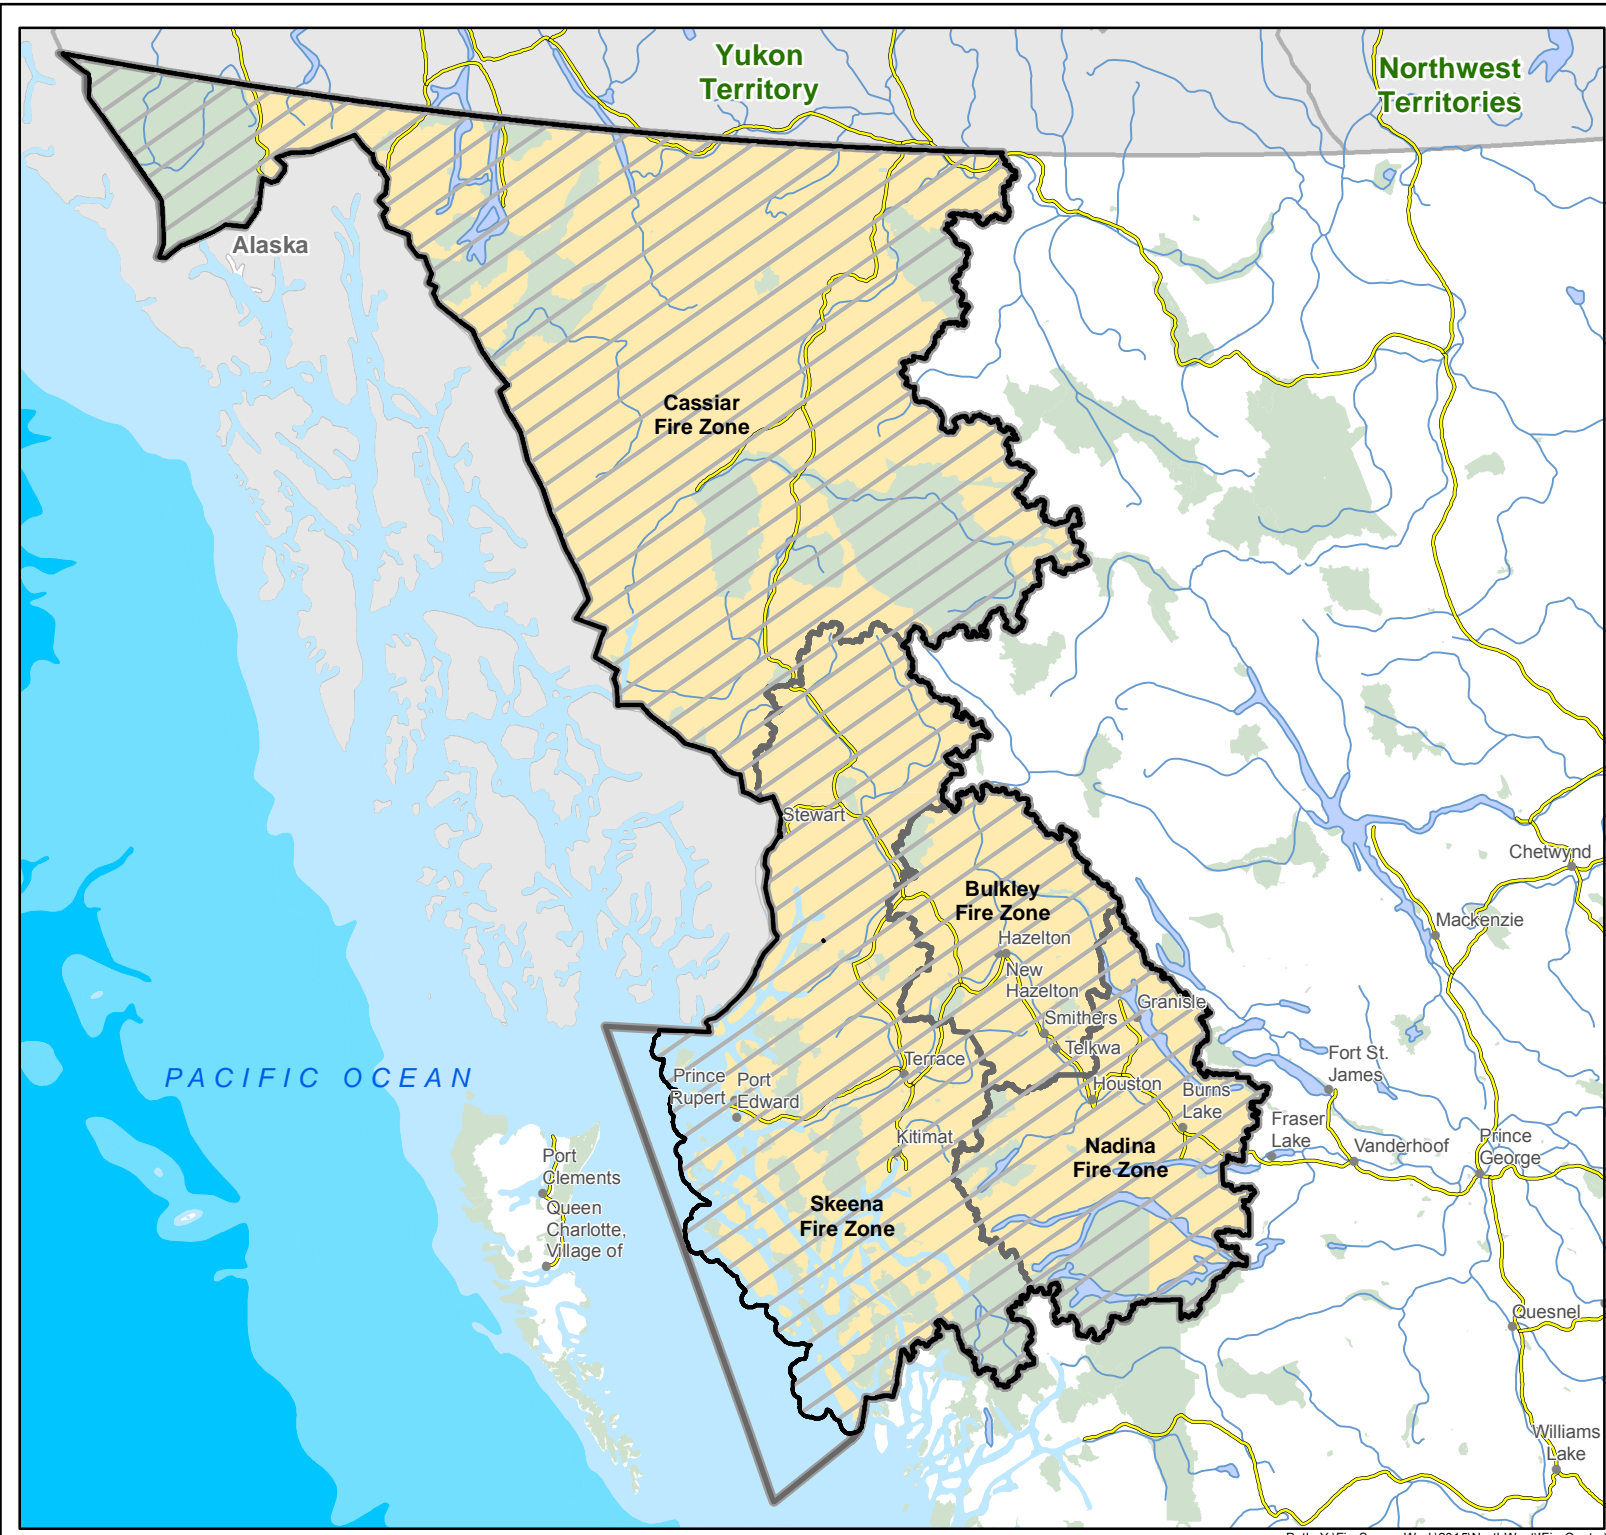 Yukon
Territory
Northwest
Territories
Alaska
Cassiar
Fire Zone
Stewart
Chetwynd
Bulkley
Fire Zone
Mackenzie
Hazelton
New
Hazelton
Granisle
Smithers
Telkwa
Terrace
Fort St.
James
PACIFIC OCEAN
Prince
Rupert
Port
Edward
Houston
Burns
Lake
Fraser
Lake
Kitimat
Nadina
Fire Zone
Vanderhoof
Prince
George
Port
Clements
Queen
Charlotte,
Village of
Skeena
Fire Zone
Quesnel
Williams
Lake